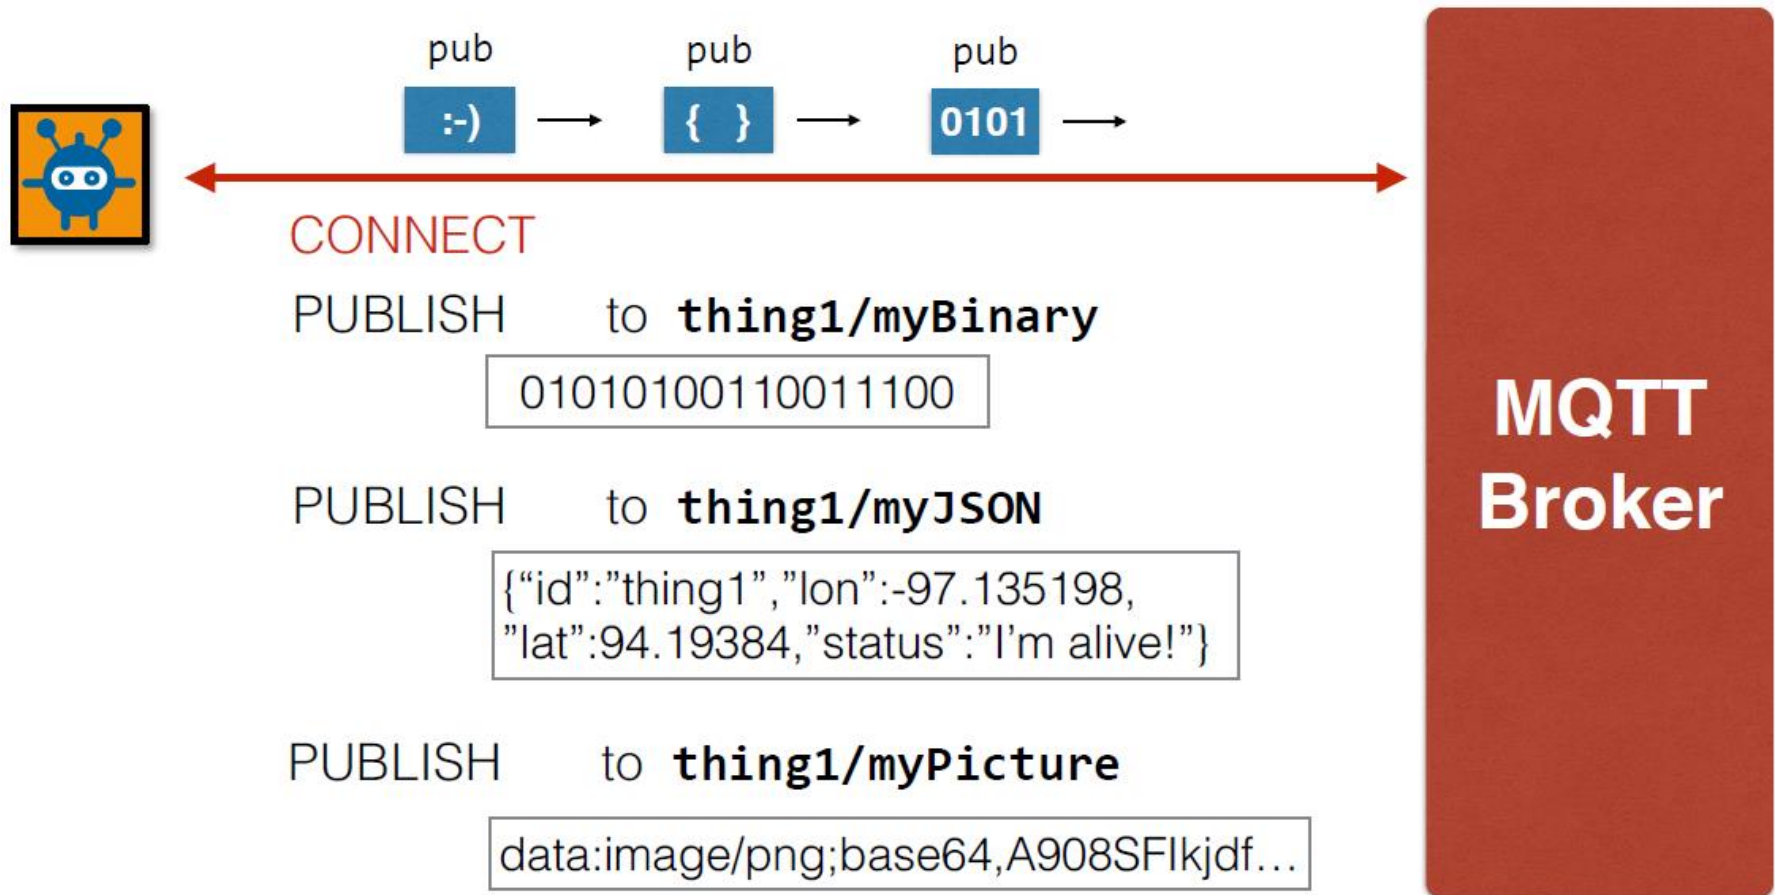 pub pub pub
:-) { } 0101
CONNECT
PUBLISH to thing1/myBinary
01010100110011100
PUBLISH to thing1/myJSON
{“id”:”thing1”,”lon”:-97.135198,
”lat”:94.19384,”status”:”I’m alive!”}
PUBLISH to thing1/myPicture
data:image/png;base64,A908SFIkjdf…
MQTT
Broker